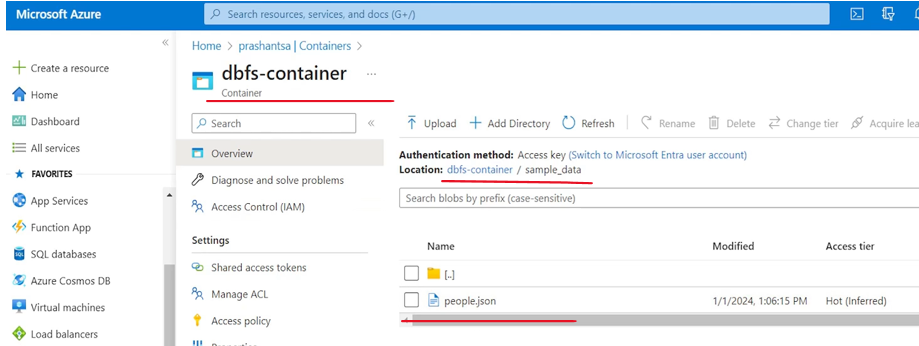 Microsoft Azure
Search resources, services, and docs (G+/)
Home > prashantsa | Containers >
dbfs-container ...
Container
«
Create a resource
Home
Dashboard
All services
FAVORITES
App Services
Function App
SQL databases
Azure Cosmos DB
Virtual machines
Load balancers
Search
«
Overview
Diagnose and solve problems
Access Control (IAM)
Settings
Shared access tokens
Manage ACL
Access policy
Upload Add Directory Refresh Rename Delete Change tier Acquire lea
Authentication method: Access key (Switch to Microsoft Entra user account)
Location: dbfs-container / sample_data
Search blobs by prefix (case-sensitive)
Name Modified Access tier
[..]
people.json 1/1/2024, 1:06:15 PM Hot (Inferred)